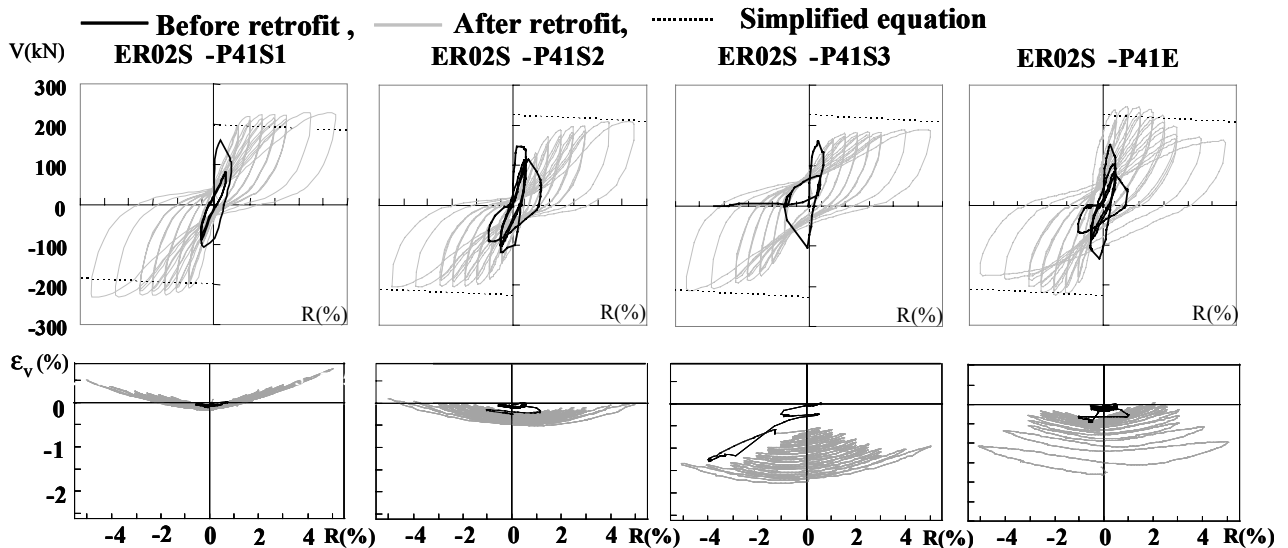 Before retrofit , After retrofit, Simplified equation
V(kN) ER02S -P41S1 ER02S -P41S2 ER02S -P41S3 ER02S -P41E
300
200
100
0
-100
-200
-300
R(%) R(%) R(%) R(%)
εv (%)
0
-1
-2
-4 -2 0 2 4 R(%) -4 -2 0 2 4 R(%) -4 -2 0 2 4 R(%) -4 -2 0 2 4 R(%)